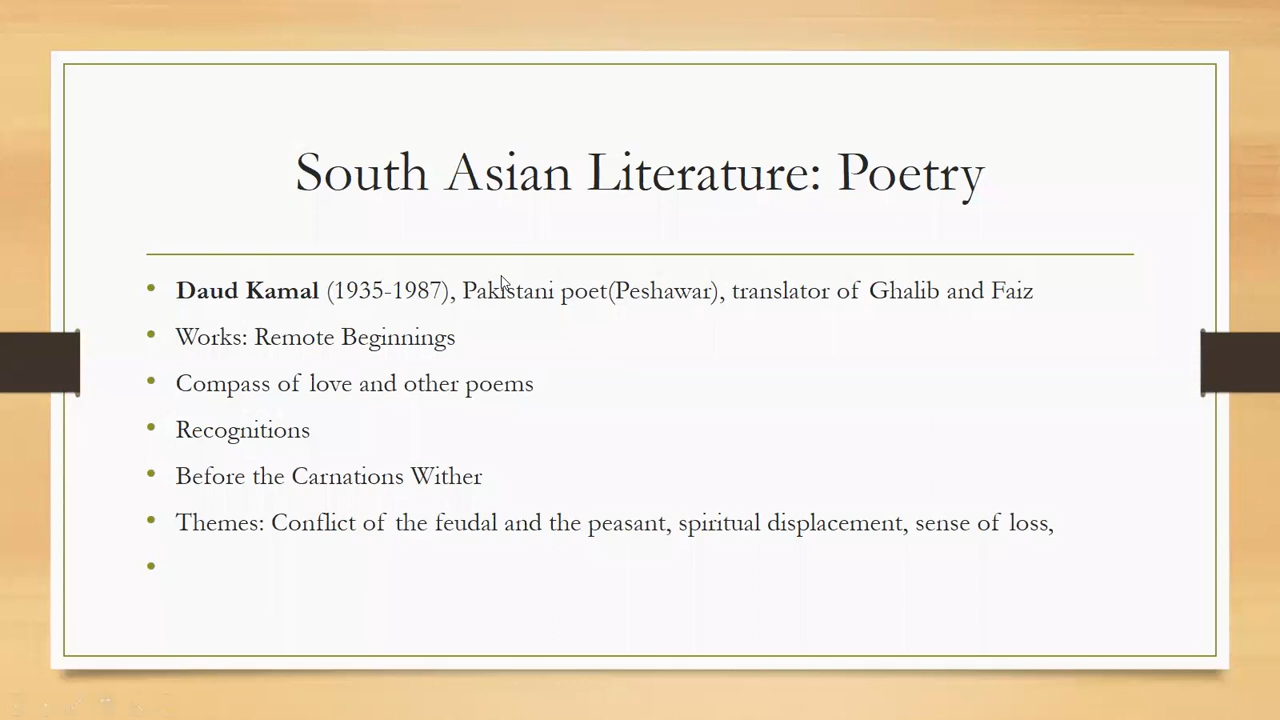 South Asian Literature: Poetry
• Daud Kamal (1935-1987), Pakistani poet(Peshawar), translator of Ghalib and Faiz
• Works: Remote Beginnings
• Compass of love and other poems
• Recognitions
• Before the Carnations Wither
• Themes: Conflict of the feudal and the peasant, spiritual displacement, sense of loss,
•